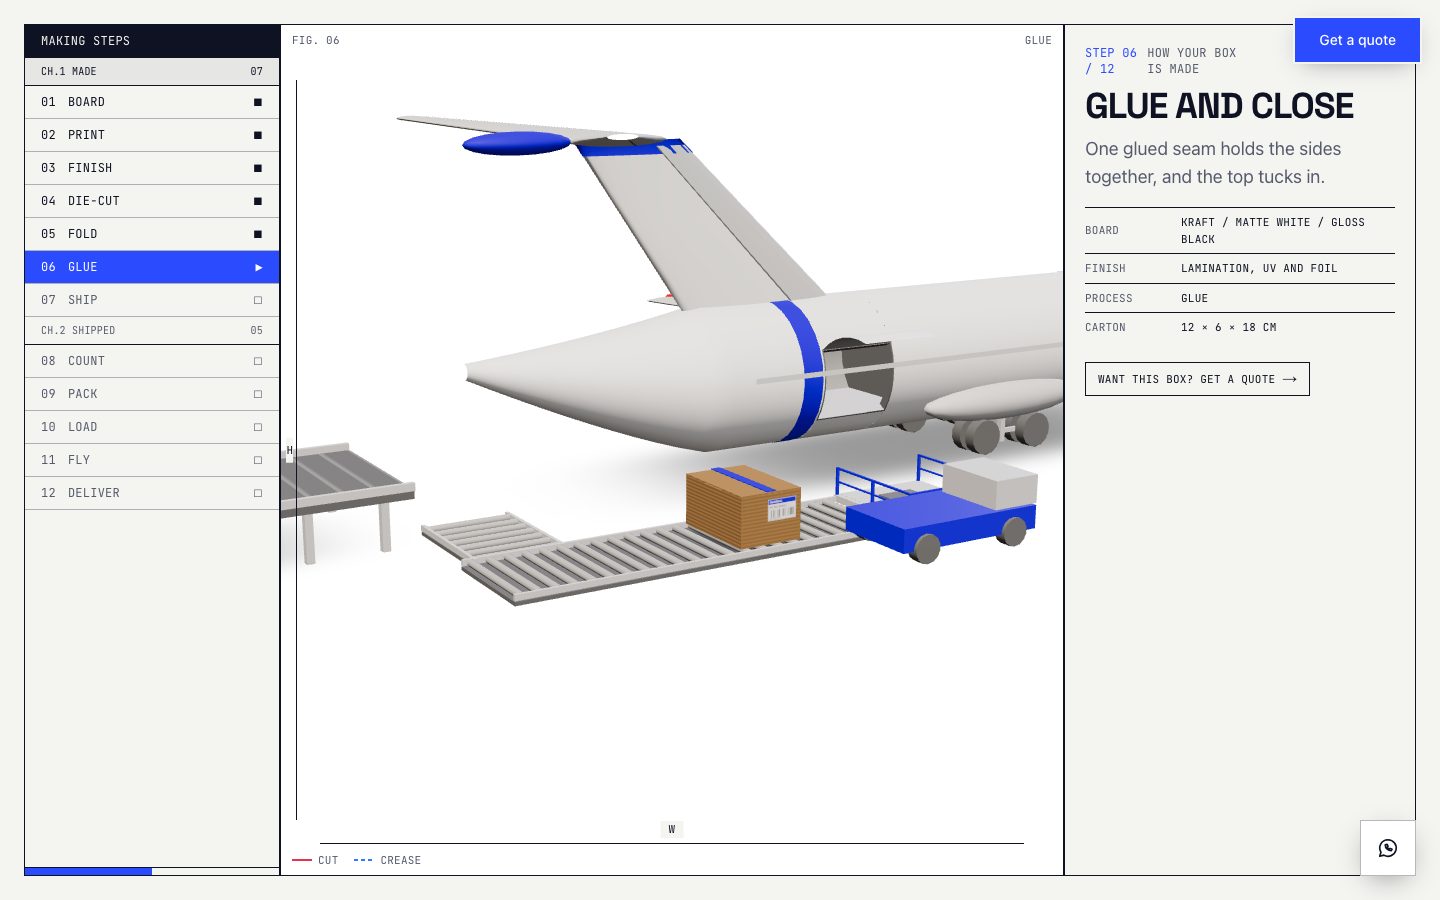 MAKING STEPS
CH.1 MADE 07
01 BOARD
02 PRINT
03 FINISH
04 DIE-CUT
05 FOLD
06 GLUE
07 SHIP
CH.2 SHIPPED 05
08 COUNT
09 PACK
10 LOAD
11 FLY
12 DELIVER
FIG. 06
GLUE
H
W
CUT
CREASE
Get a quote
STEP 06 / 12
HOW YOUR BOX IS MADE
GLUE AND CLOSE
One glued seam holds the sides
together, and the top tucks in.
BOARD KRAFT / MATTE WHITE / GLOSS
BLACK
FINISH LAMINATION, UV AND FOIL
PROCESS GLUE
CARTON 12 × 6 × 18 CM
WANT THIS BOX? GET A QUOTE →